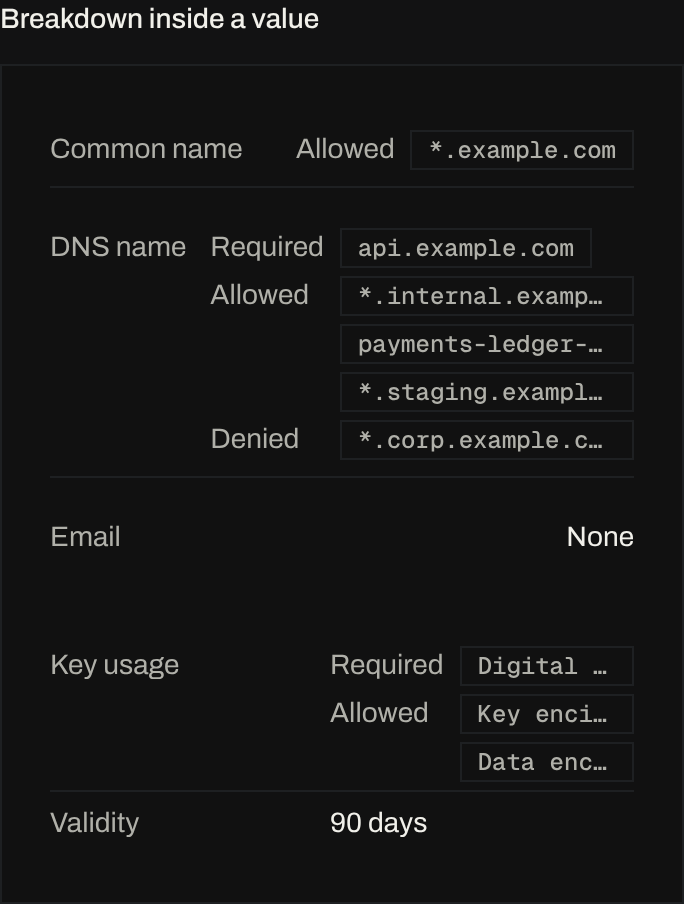 Breakdown inside a value
Common name Allowed *.example.com
DNS name Required api.example.com
Allowed *.internal.examp…
payments-ledger-…
*.staging.exampl…
Denied *.corp.example.c…
Email None
Key usage Required Digital …
Allowed Key enci…
Data enc…
Validity 90 days